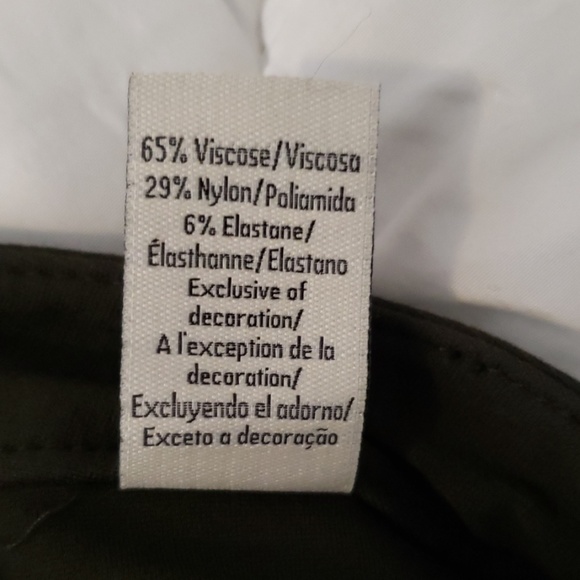 65% Viscose/Viscosa
29% Nylon/Poliamida
6% Elastane/
Élasthanne/Elastano
Exclusive of
decoration/
A l'exception de la
decoration/
Excluyendo el adorno/
Exceto a decoração